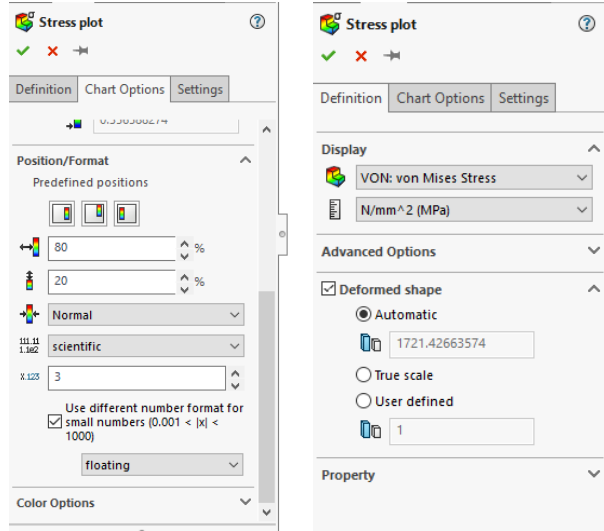 Stress plot
Definition
Chart Options
Settings
Position/Format
Predefined positions
80
%
20
%
Normal
111.11
1.1e2
scientific
X.123
3
Use different number format for
small numbers (0.001 < |x| <
1000)
floating
Color Options
Stress plot
Definition
Chart Options
Settings
Display
VON: von Mises Stress
N/mm^2 (MPa)
Advanced Options
Deformed shape
Automatic
1721.42663574
True scale
User defined
1
Property